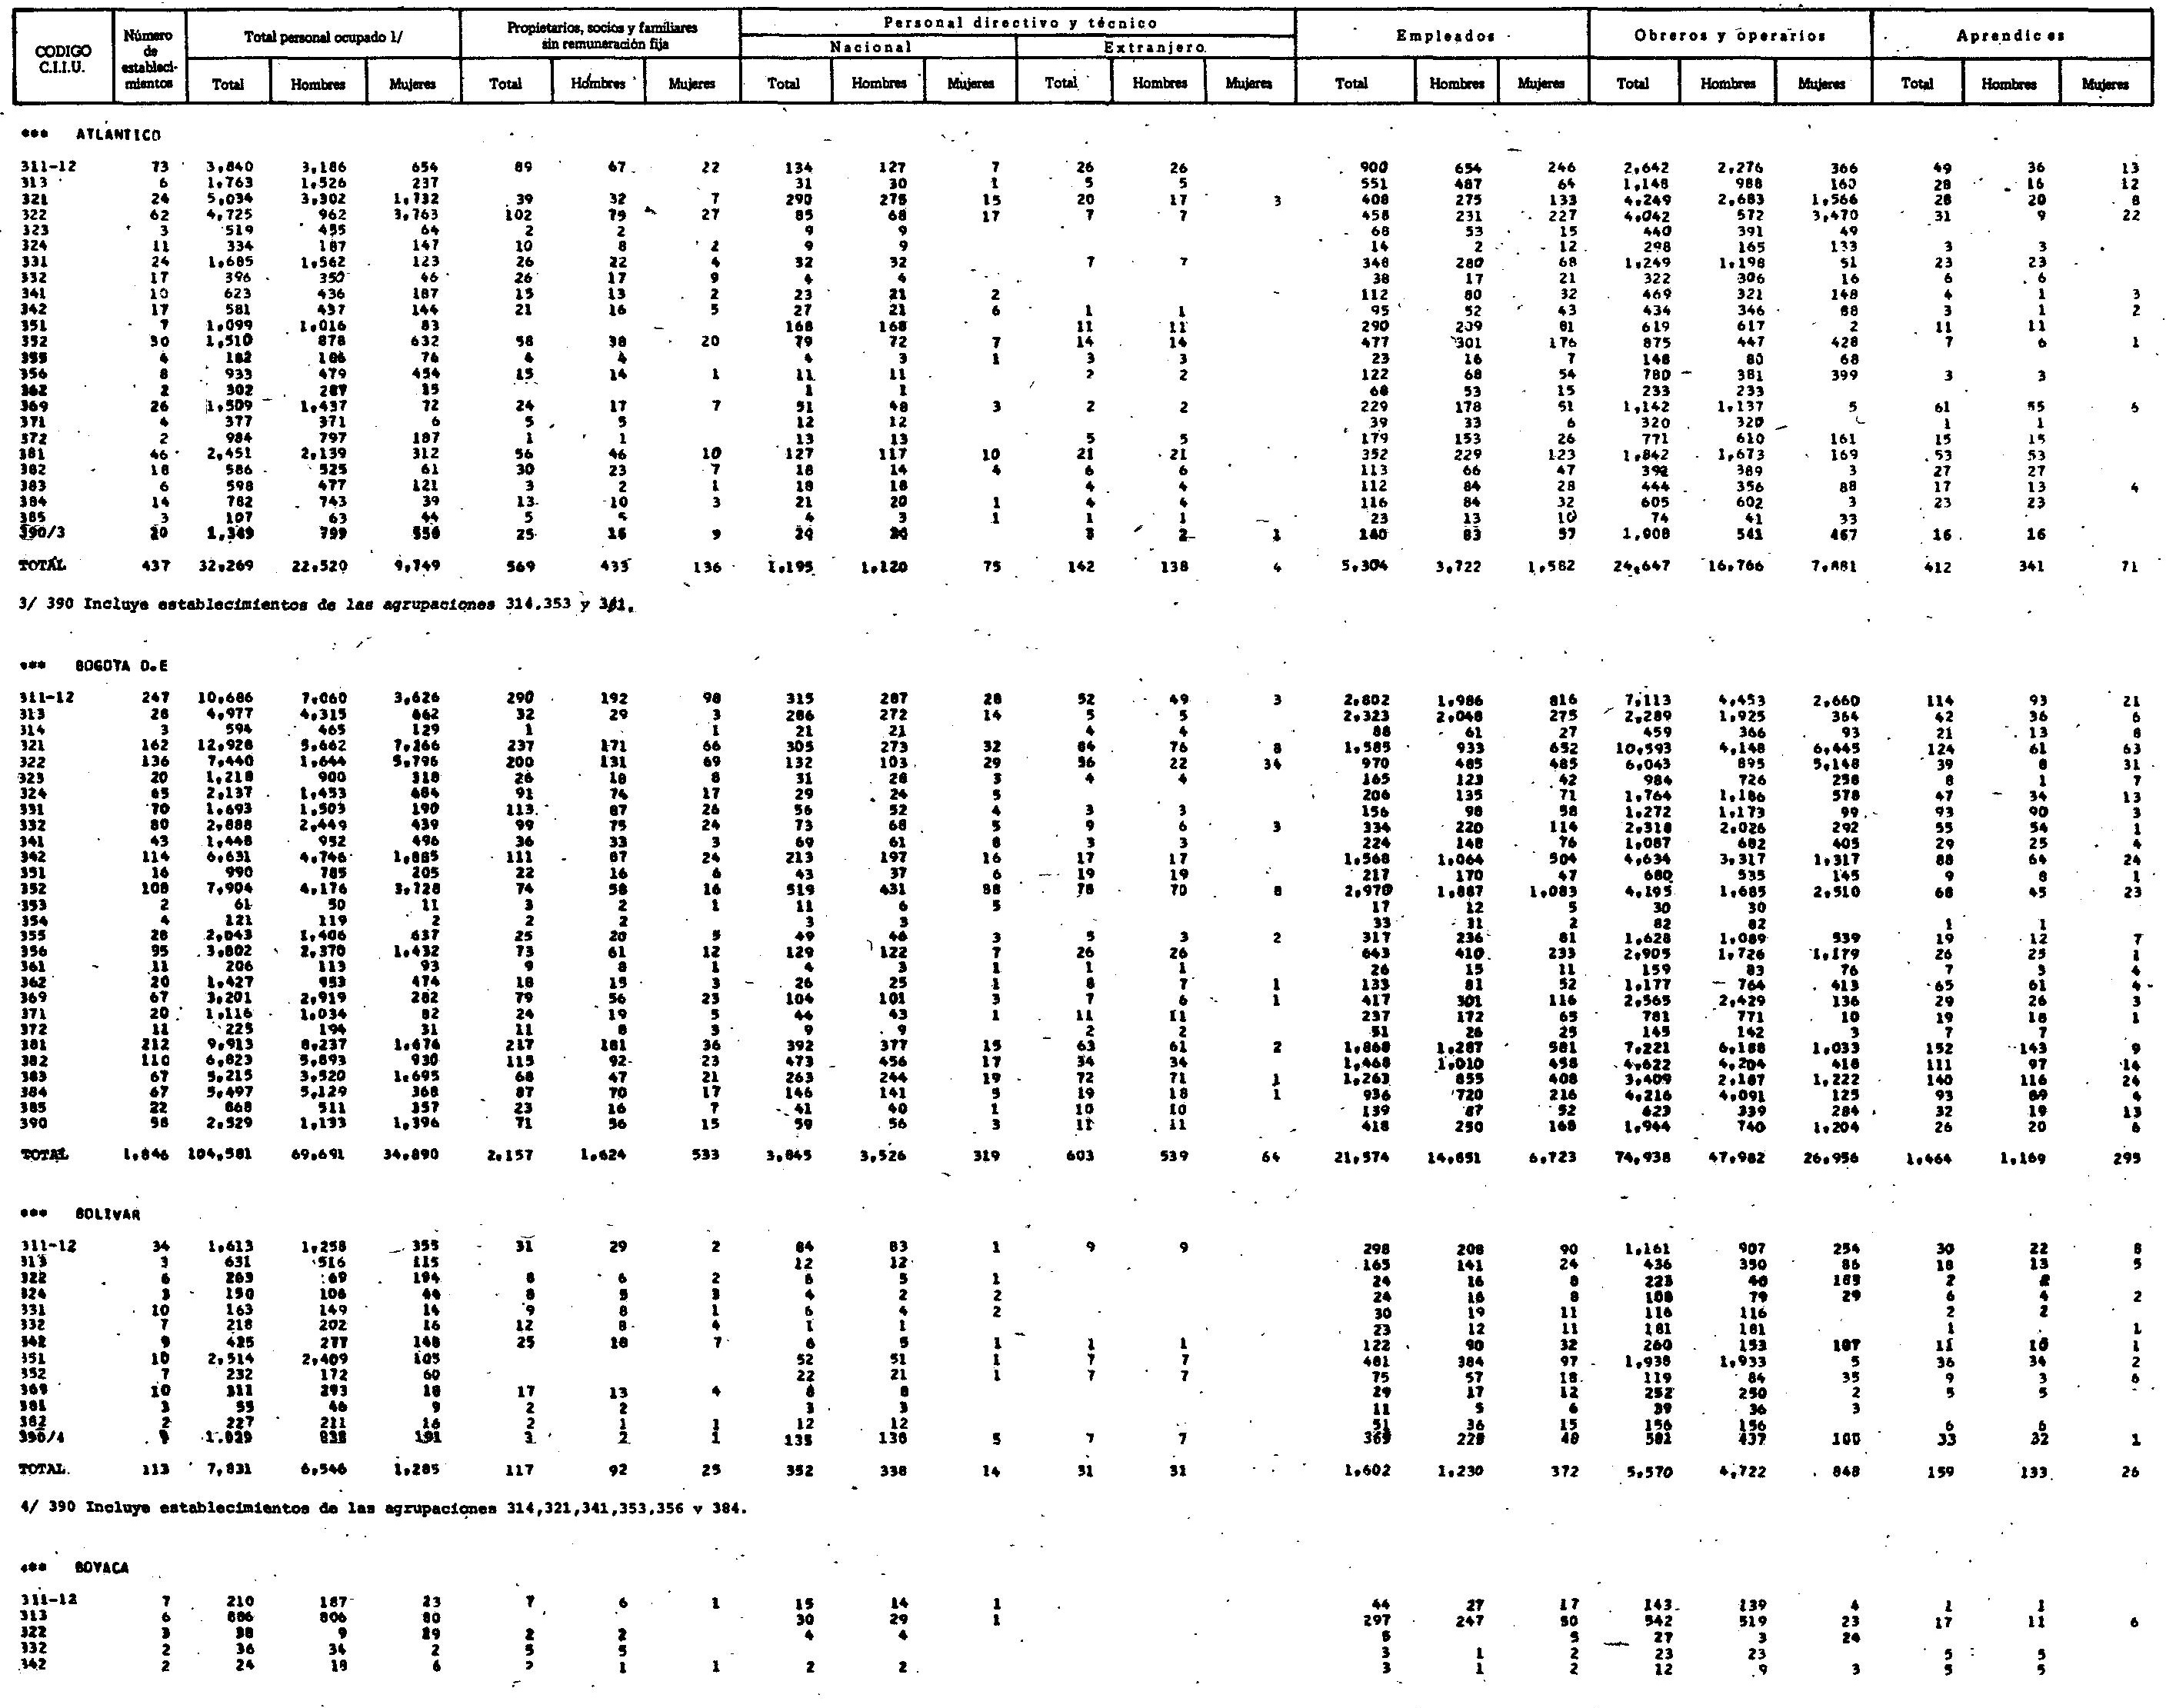 CODIGO C.I.I.U. Número de estableci- mientos Total personal ocupado 1/ Propietarios, socios y familiares sin remuneración fija Personal directivo y técnico Empleados Obreros y operarios Aprendices
Nacional Extranjero
Total Hombres Mujeres Total Hombres Mujeres Total Hombres Mujeres Total Hombres Mujeres Total Hombres Mujeres Total Hombres Mujeres Total Hombres Mujeres
*** ATLANTICO
311-12 73 3,840 3,186 654 89 67 22 134 127 7 26 26 900 654 246 2,642 2,276 366 49 36 13
313 6 1,763 1,526 237 31 30 1 5 5 551 487 64 1,148 988 160 28 16 12
321 24 5,034 3,302 1,732 39 32 7 290 275 15 20 17 3 408 275 133 4,249 2,683 1,566 28 20 8
322 62 4,725 962 3,763 102 75 27 85 68 17 7 7 458 231 227 4,042 572 3,470 31 9 22
323 3 519 455 64 2 2 9 9 68 53 15 440 391 49
324 11 334 187 147 10 8 2 9 9 14 2 12 298 165 133 3 3
331 24 1,685 1,562 123 26 22 4 32 32 7 7 348 280 68 1,249 1,198 51 23 23
332 17 396 350 46 26 17 9 4 4 38 17 21 322 306 16 6 6
341 10 623 436 187 15 13 2 23 21 2 112 80 32 469 321 148 4 1 3
342 17 581 437 144 21 16 5 27 21 6 1 1 95 52 43 434 346 88 3 1 2
351 7 1,099 1,016 83 168 168 11 11 290 209 81 619 617 2 11 11
352 30 1,510 878 632 58 38 20 79 72 7 14 14 477 301 176 875 447 428 7 6 1
355 4 182 106 76 4 4 4 3 1 3 3 23 16 7 148 80 68
356 8 933 479 454 15 14 1 11 11 2 2 122 68 54 780 381 399 3 3
362 2 302 287 15 1 1 68 53 15 233 233
369 26 1,509 1,437 72 24 17 7 51 48 3 2 2 229 178 51 1,142 1,137 5 61 55 6
371 4 377 371 6 5 5 12 12 39 33 6 320 320 1 1
372 2 984 797 187 1 1 13 13 5 5 179 153 26 771 610 161 15 15
381 46 2,451 2,139 312 56 46 10 127 117 10 21 21 352 229 123 1,842 1,673 169 53 53
382 18 586 525 61 30 23 7 18 14 4 6 6 113 66 47 392 389 3 27 27
383 6 598 477 121 3 2 1 18 18 4 4 112 84 28 444 356 88 17 13 4
384 14 782 743 39 13 10 3 21 20 1 4 4 116 84 32 605 602 3 23 23
385 3 107 63 44 5 5 4 3 1 1 1 23 13 10 74 41 33
390/3 20 1,349 799 550 25 16 9 3 2 1 140 83 57 1,008 541 467 16 16
TOTAL 437 32,269 22,520 9,749 569 433 136 1,195 1,120 75 142 138 4 5,304 3,722 1,582 24,647 16,766 7,881 412 341 71
3/ 390 Incluye establecimientos de las agrupaciones 314,353 y 361.
*** BOGOTA D.E
311-12 247 10,686 7,060 3,626 290 192 98 315 287 28 52 49 3 2,802 1,986 816 7,113 4,453 2,660 114 93 21
313 28 4,977 4,315 662 32 29 3 286 272 14 5 5 2,323 2,048 275 2,289 1,925 364 42 36 6
314 3 594 465 129 1 1 21 21 4 4 88 61 27 459 366 93 21 13 8
321 162 12,928 5,662 7,266 237 171 66 305 273 32 84 76 8 1,585 933 652 10,593 4,148 6,445 124 61 63
322 136 7,440 1,644 5,796 200 131 69 132 103 29 56 22 34 970 485 485 6,043 895 5,148 39 8 31
323 20 1,218 900 318 26 18 8 31 28 3 4 4 165 123 42 984 726 258 8 1 7
324 65 2,137 1,453 684 91 74 17 29 24 5 206 135 71 1,764 1,186 578 47 34 13
331 70 1,693 1,503 190 113 87 26 56 52 4 3 3 156 98 58 1,272 1,173 99 93 90 3
332 80 2,888 2,449 439 99 75 24 73 68 5 9 6 3 334 220 114 2,318 2,026 292 55 54 1
341 43 1,448 952 496 36 33 3 69 61 8 3 3 224 148 76 1,087 682 405 29 25 4
342 114 6,631 4,746 1,885 111 87 24 213 197 16 17 17 1,568 1,064 504 4,634 3,317 1,317 88 64 24
351 16 990 785 205 22 16 6 43 37 6 19 19 217 170 47 680 535 145 9 8 1
352 108 7,904 4,176 3,728 74 58 16 519 431 88 78 70 8 2,970 1,887 1,083 4,195 1,685 2,510 68 45 23
353 2 61 50 11 3 2 1 11 6 5 17 12 5 30 30
354 4 121 119 2 2 2 3 3 33 31 2 82 82 1 1
355 28 2,043 1,406 637 25 20 5 49 46 3 5 3 2 317 236 81 1,628 1,089 539 19 12 7
356 95 3,802 2,370 1,432 73 61 12 129 122 7 26 26 643 410 233 2,905 1,726 1,179 26 25 1
361 11 206 113 93 9 8 1 4 3 1 1 1 26 15 11 159 83 76 7 3 4
362 20 1,427 953 474 18 15 3 26 25 1 8 7 1 133 81 52 1,177 764 413 65 61 4
369 67 3,201 2,919 282 79 56 23 104 101 3 7 6 1 417 301 116 2,565 2,429 136 29 26 3
371 20 1,116 1,034 82 24 19 5 44 43 1 11 11 237 172 65 781 771 10 19 18 1
372 11 225 194 31 11 8 3 9 9 2 2 51 26 25 145 142 3 7 7
381 212 9,913 8,237 1,676 217 181 36 392 377 15 63 61 2 1,868 1,287 581 7,221 6,188 1,033 152 143 9
382 110 6,823 5,893 930 115 92 23 473 456 17 34 34 1,468 1,010 458 4,622 4,204 418 111 97 14
383 67 5,215 3,520 1,695 68 47 21 263 244 19 72 71 1 1,263 855 408 3,409 2,187 1,222 140 116 24
384 67 5,497 5,129 368 87 70 17 146 141 5 19 18 1 936 720 216 4,216 4,091 125 93 89 4
385 22 868 511 357 23 16 7 41 40 1 10 10 139 87 52 623 339 284 32 19 13
390 58 2,529 1,133 1,396 71 56 15 59 56 3 11 11 418 250 168 1,944 740 1,204 26 20 6
TOTAL 1,846 104,581 69,691 34,890 2,157 1,624 533 3,845 3,526 319 603 539 64 21,574 14,851 6,723 74,938 47,982 26,956 1,464 1,169 295
*** BOLIVAR
311-12 34 1,613 1,258 355 31 29 2 84 83 1 9 9 298 208 90 1,161 907 254 30 22 8
313 3 631 516 115 12 12 165 141 24 436 350 86 18 13 5
322 6 263 69 194 8 6 2 6 5 1 24 16 8 223 40 183 2 2
324 3 150 106 44 8 5 3 4 2 2 24 16 8 108 79 29 6 4 2
331 10 163 149 14 9 8 1 6 4 2 30 19 11 116 116 2 2
332 7 218 202 16 12 8 4 1 1 23 12 11 181 181 1 1
342 9 425 277 148 25 18 7 6 5 1 1 1 122 90 32 260 153 107 11 10 1
351 10 2,514 2,409 105 52 51 1 7 7 481 384 97 1,938 1,933 5 36 34 2
352 7 232 172 60 22 21 1 7 7 75 57 18 119 84 35 9 3 6
369 10 311 293 18 17 13 4 8 8 29 17 12 252 250 2 5 5
381 3 55 46 9 2 2 3 3 11 5 6 39 36 3
382 2 227 211 16 2 1 1 12 12 51 36 15 156 156 6 6
390/4 9 1,029 838 191 3 2 1 135 130 5 7 7 228 437 33 32 1
TOTAL 113 7,831 6,546 1,285 117 92 25 352 338 14 31 31 1,602 1,230 372 5,570 4,722 848 159 133 26
4/ 390 Incluye establecimientos de las agrupaciones 314,321,341,353,356 y 384.
*** BOYACA
311-12 7 210 187 23 7 6 1 15 14 1 44 27 17 143 139 4 1 1
313 6 886 806 80 30 29 1 297 247 50 542 519 23 17 11 6
322 3 38 9 29 2 2 4 4 5 5 27 3 24
332 2 36 34 2 5 5 3 1 2 23 23 5 5
342 2 24 18 6 2 1 1 2 2 3 1 2 12 9 3 5 5